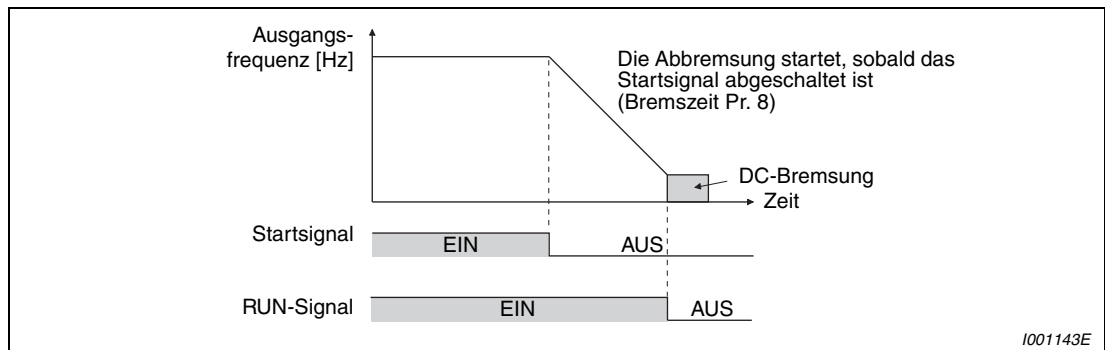 Ausgangs-
frequenz [Hz]
Die Abbremsung startet, sobald das
Startsignal abgeschaltet ist
(Bremszeit Pr. 8)
DC-Bremsung
Zeit
Startsignal
EIN
AUS
RUN-Signal
EIN
AUS
I001143E